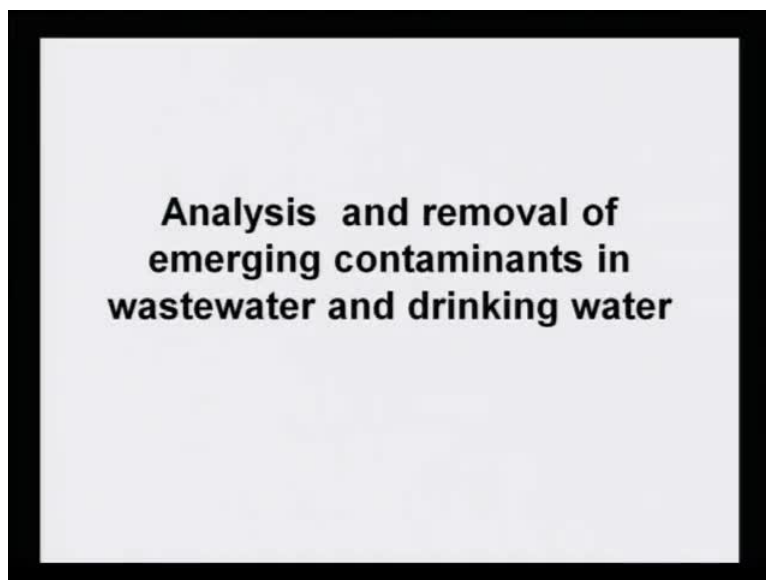 Analysis and removal of
emerging contaminants in
wastewater and drinking water